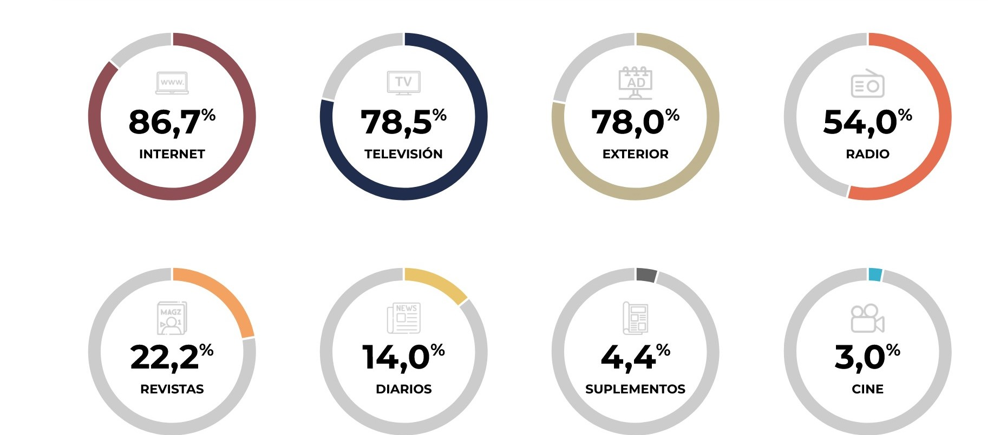 www.
86,7%
INTERNET
TV
78,5%
TELEVISIÓN
AD
78,0%
EXTERIOR
54,0%
RADIO
MAGZ
1
22,2%
REVISTAS
NEWS
14,0%
DIARIOS
4,4%
SUPLEMENTOS
3,0%
CINE